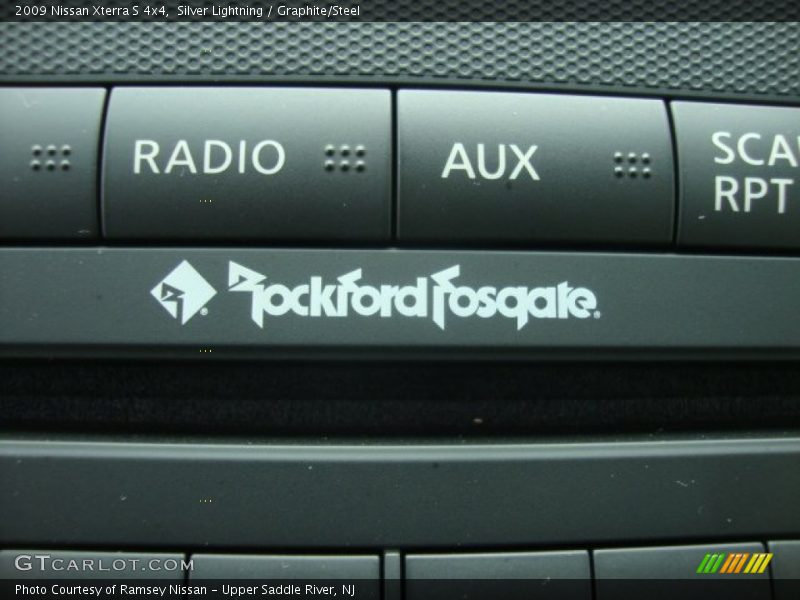 2009 Nissan Xterra S 4x4, Silver Lightning / Graphite/Steel
RADIO AUX SCA
RPT
Rockford Fosgate®
GTCARLOT.COM
Photo Courtesy of Ramsey Nissan - Upper Saddle River, NJ